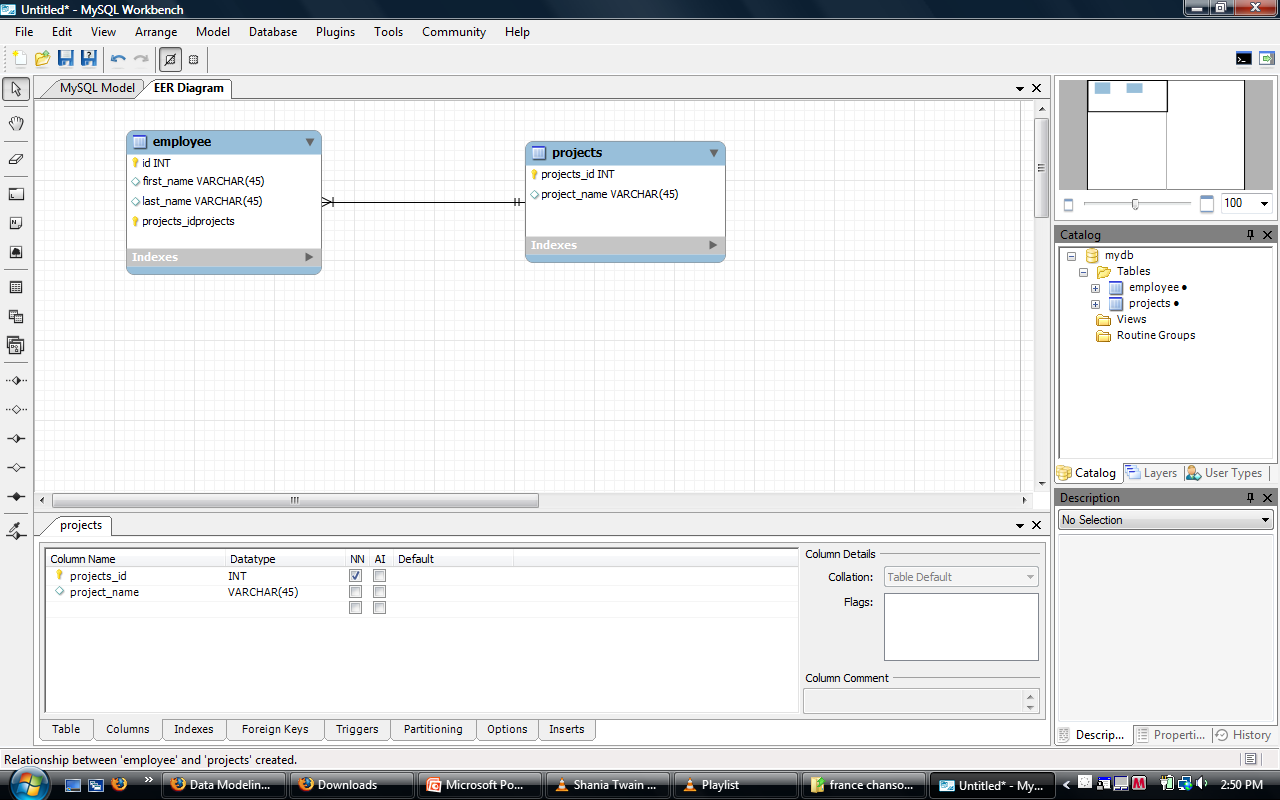 Untitled* - MySQL Workbench
File Edit View Arrange Model Database Plugins Tools Community Help
MySQL Model EER Diagram
employee
id INT
first_name VARCHAR(45)
last_name VARCHAR(45)
projects_idprojects
Indexes
projects
projects_id INT
project_name VARCHAR(45)
Indexes
100
Catalog
mydb
Tables
employee •
projects •
Views
Routine Groups
Catalog Layers User Types
Description
No Selection
Descrip... Properti... History
projects
Column Name Datatype NN AI Default
projects_id INT
project_name VARCHAR(45)
Column Details
Collation: Table Default
Flags:
Column Comment
Table Columns Indexes Foreign Keys Triggers Partitioning Options Inserts
Relationship between 'employee' and 'projects' created.
Data Modelin... Downloads Microsoft Po... Shania Twain ... Playlist france chanso... Untitled* - My... 2:50 PM